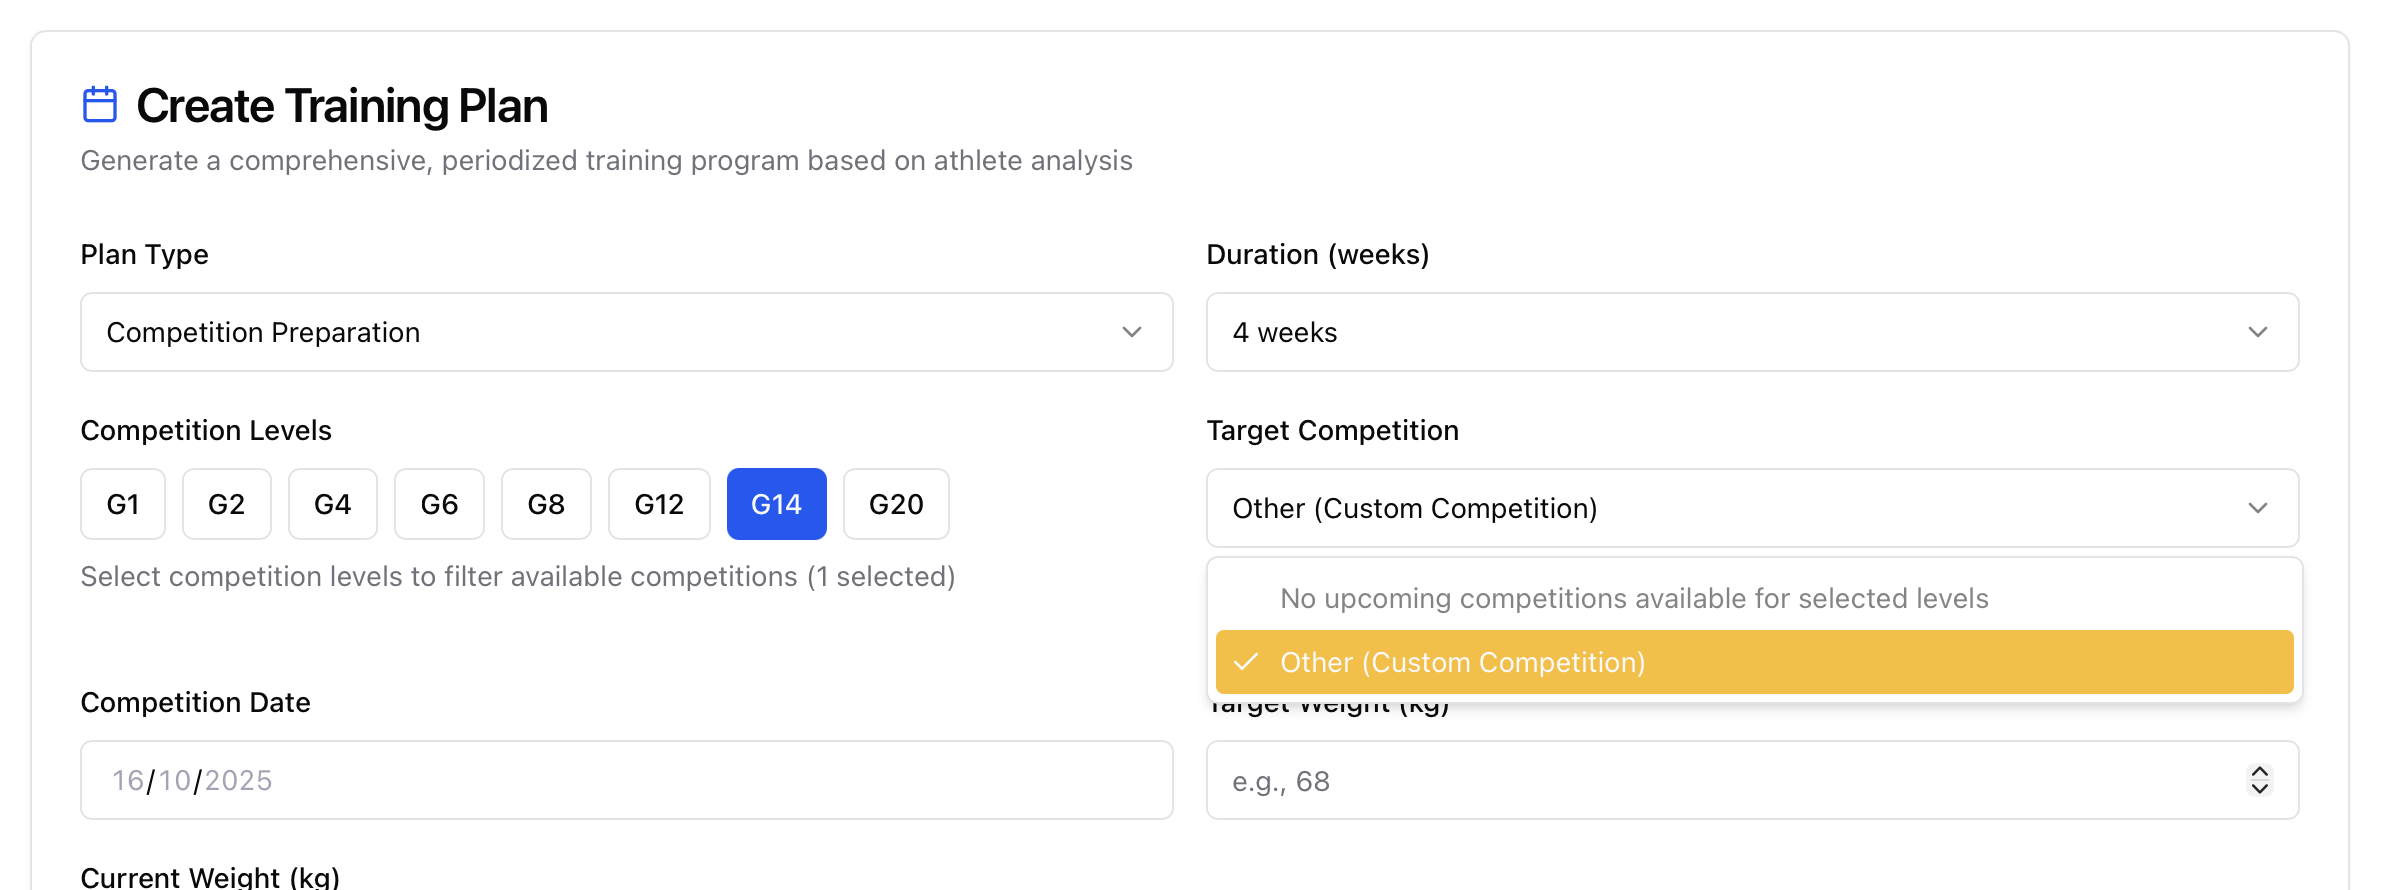 Create Training Plan
Generate a comprehensive, periodized training program based on athlete analysis
Plan Type
Competition Preparation
Duration (weeks)
4 weeks
Competition Levels
G1 G2 G4 G6 G8 G12 G14 G20
Select competition levels to filter available competitions (1 selected)
Target Competition
Other (Custom Competition)
No upcoming competitions available for selected levels
Other (Custom Competition)
Competition Date
16/10/2025
Target Weight (kg)
e.g., 68
Current Weight (kg)